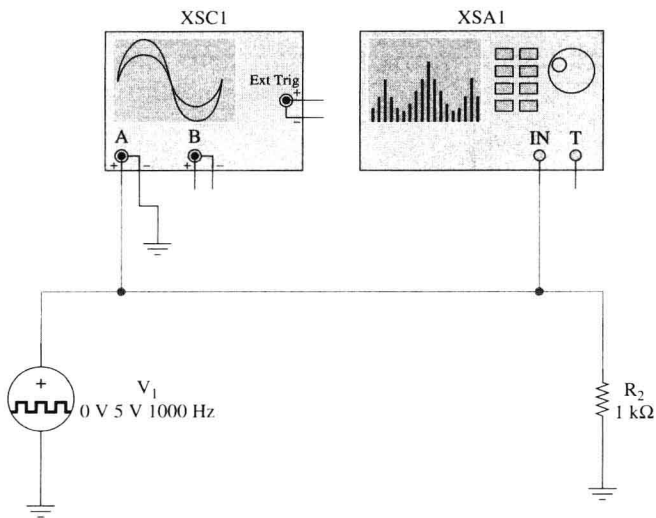 XSC1
XSA1
Ext Trig
+
−
A
B
IN
T
+
−
+
−
+
V1
0 V 5 V 1000 Hz
R2
1 kΩ